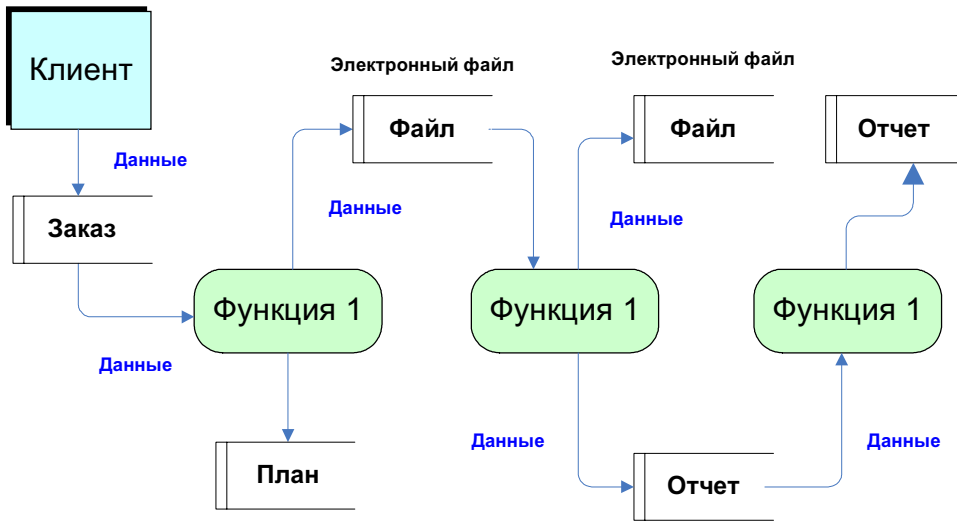 Клиент
Электронный файл
Электронный файл
Файл
Файл
Отчет
Данные
Данные
Данные
Заказ
Функция 1
Функция 1
Функция 1
Данные
Данные
Данные
План
Отчет